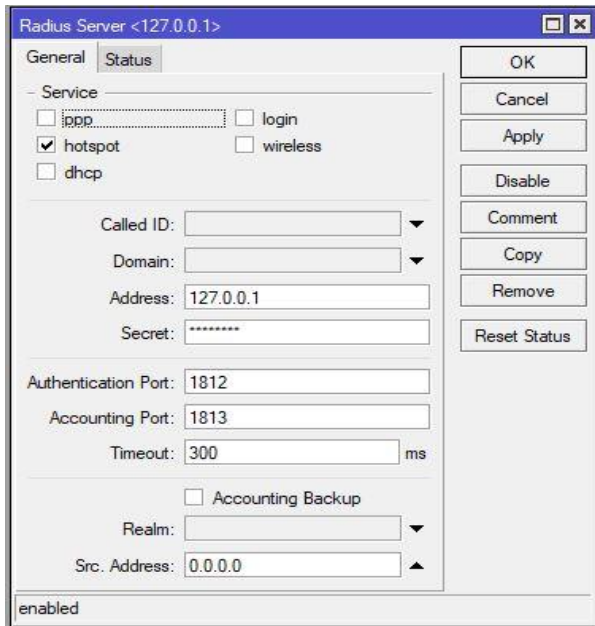 Radius Server <127.0.0.1>
General Status
Service
ppp login
hotspot wireless
dhcp
Called ID:
Domain:
Address: 127.0.0.1
Secret: ********
Authentication Port: 1812
Accounting Port: 1813
Timeout: 300 ms
Accounting Backup
Realm:
Src. Address: 0.0.0.0
enabled
OK
Cancel
Apply
Disable
Comment
Copy
Remove
Reset Status